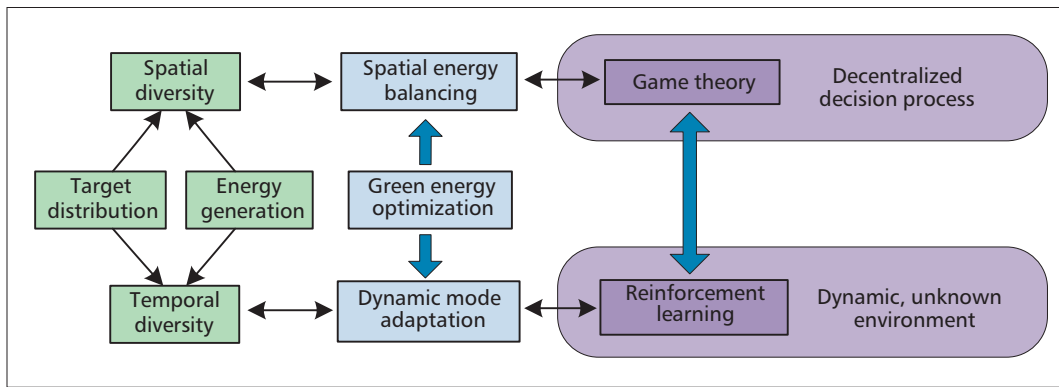 Spatial
diversity
Spatial energy
balancing
Game theory
Decentralized
decision process
Target
distribution
Energy
generation
Green energy
optimization
Temporal
diversity
Dynamic mode
adaptation
Reinforcement
learning
Dynamic, unknown
environment